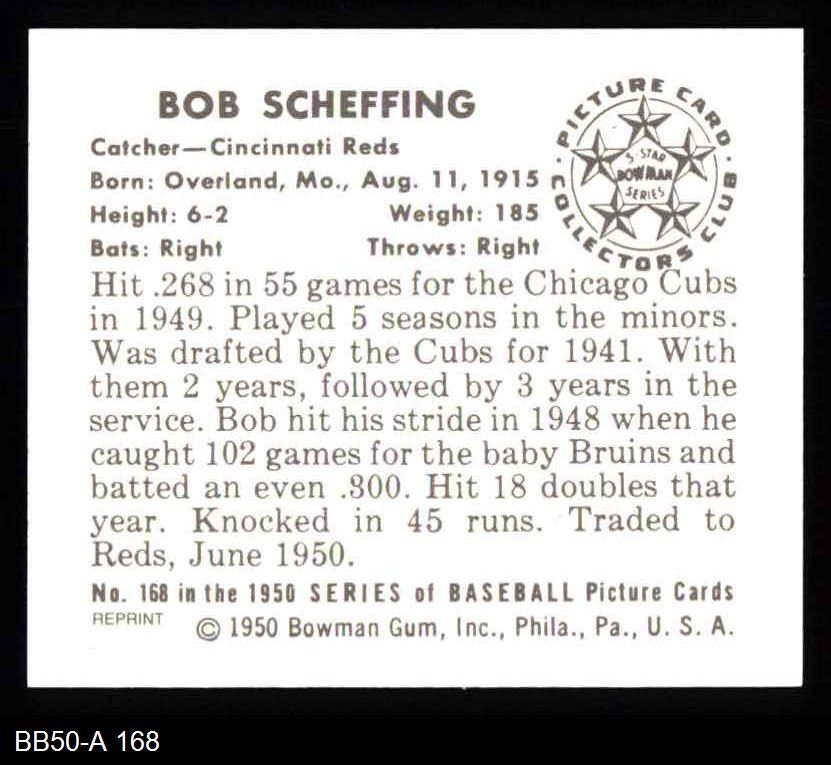 BOB SCHEFFING
Catcher—Cincinnati Reds
Born: Overland, Mo., Aug. 11, 1915
Height: 6-2 Weight: 185
Bats: Right Throws: Right
PICTURE CARD
COLLECTORS CLUB
5-STAR
BOWMAN
SERIES
Hit .268 in 55 games for the Chicago Cubs
in 1949. Played 5 seasons in the minors.
Was drafted by the Cubs for 1941. With
them 2 years, followed by 3 years in the
service. Bob hit his stride in 1948 when he
caught 102 games for the baby Bruins and
batted an even .300. Hit 18 doubles that
year. Knocked in 45 runs. Traded to
Reds, June 1950.
No. 168 in the 1950 SERIES of BASEBALL Picture Cards
REPRINT © 1950 Bowman Gum, Inc., Phila., Pa., U. S. A.
BB50-A 168